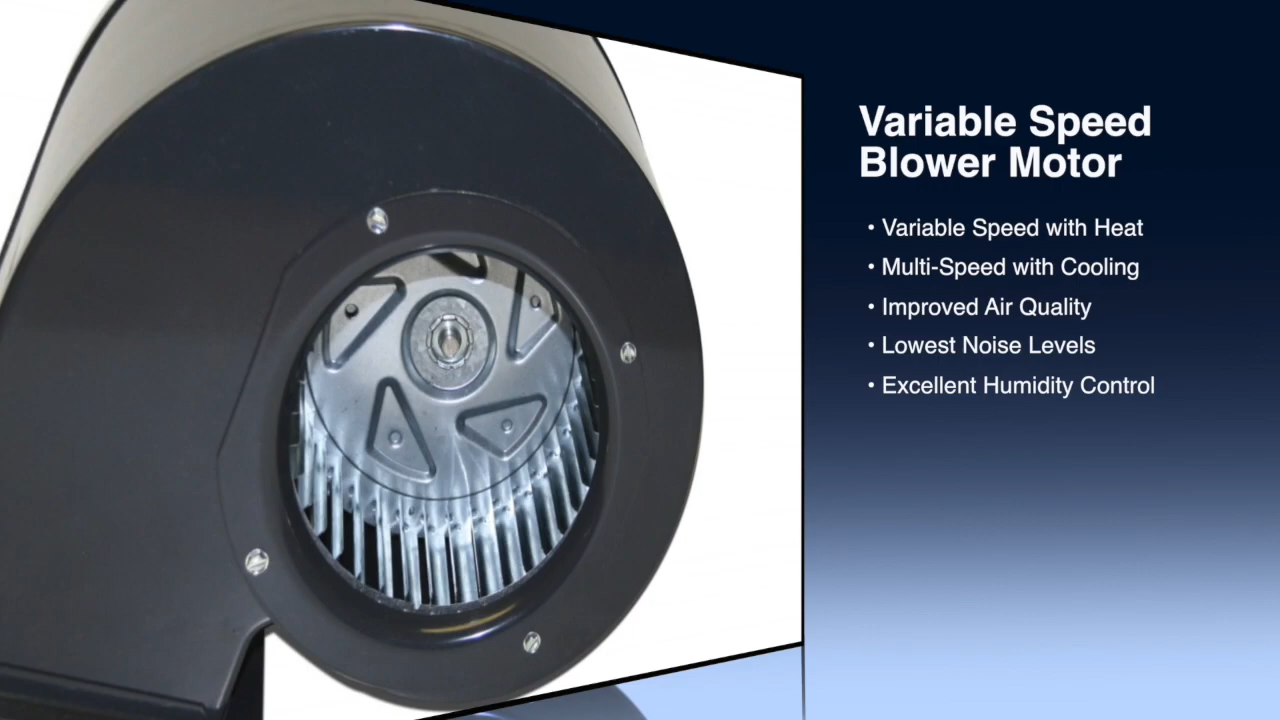 Variable Speed
Blower Motor
• Variable Speed with Heat
• Multi-Speed with Cooling
• Improved Air Quality
• Lowest Noise Levels
• Excellent Humidity Control